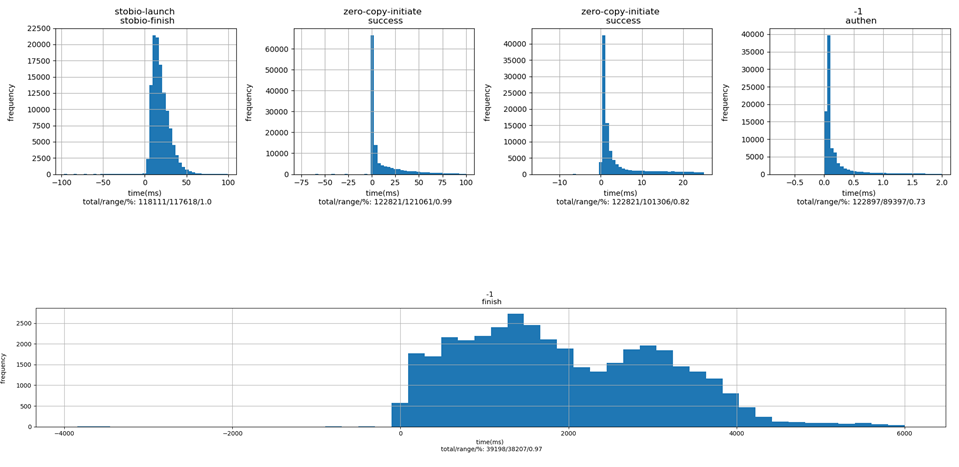 stobio-launch
stobio-finish
22500
20000
17500
15000
12500
10000
7500
5000
2500
0
frequency
−100 −50 0 50 100
time(ms)
total/range/%: 118111/117618/1.0
zero-copy-initiate
success
60000
50000
40000
30000
20000
10000
0
frequency
−75 −50 −25 0 25 50 75 100
time(ms)
total/range/%: 122821/121061/0.99
zero-copy-initiate
success
40000
35000
30000
25000
20000
15000
10000
5000
0
frequency
−10 0 10 20
time(ms)
total/range/%: 122821/101306/0.82
-1
authen
40000
35000
30000
25000
20000
15000
10000
5000
0
frequency
−0.5 0.0 0.5 1.0 1.5 2.0
time(ms)
total/range/%: 122897/89397/0.73
-1
finish
2500
2000
1500
1000
500
0
frequency
−4000 −2000 0 2000 4000 6000
time(ms)
total/range/%: 39198/38207/0.97